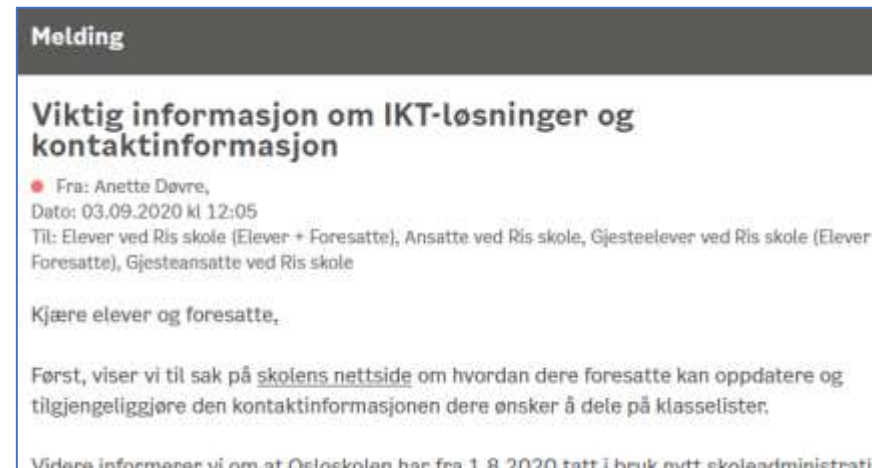 Melding
Viktig informasjon om IKT-løsninger og
kontaktinformasjon
Fra: Anette Døvre,
Dato: 03.09.2020 kl 12:05
Til: Elever ved Ris skole (Elever + Foresatte), Ansatte ved Ris skole, Gjesteelever ved Ris skole (Elever
Foresatte), Gjesteansatte ved Ris skole
Kjære elever og foresatte,
Først, viser vi til sak på skolens nettside om hvordan dere foresatte kan oppdatere og
tilgjengeliggjøre den kontaktinformasjonen dere ønsker å dele på klasselister.
Videre informerer vi om at Osloskolen har fra 1.8.2020 tatt i bruk nytt